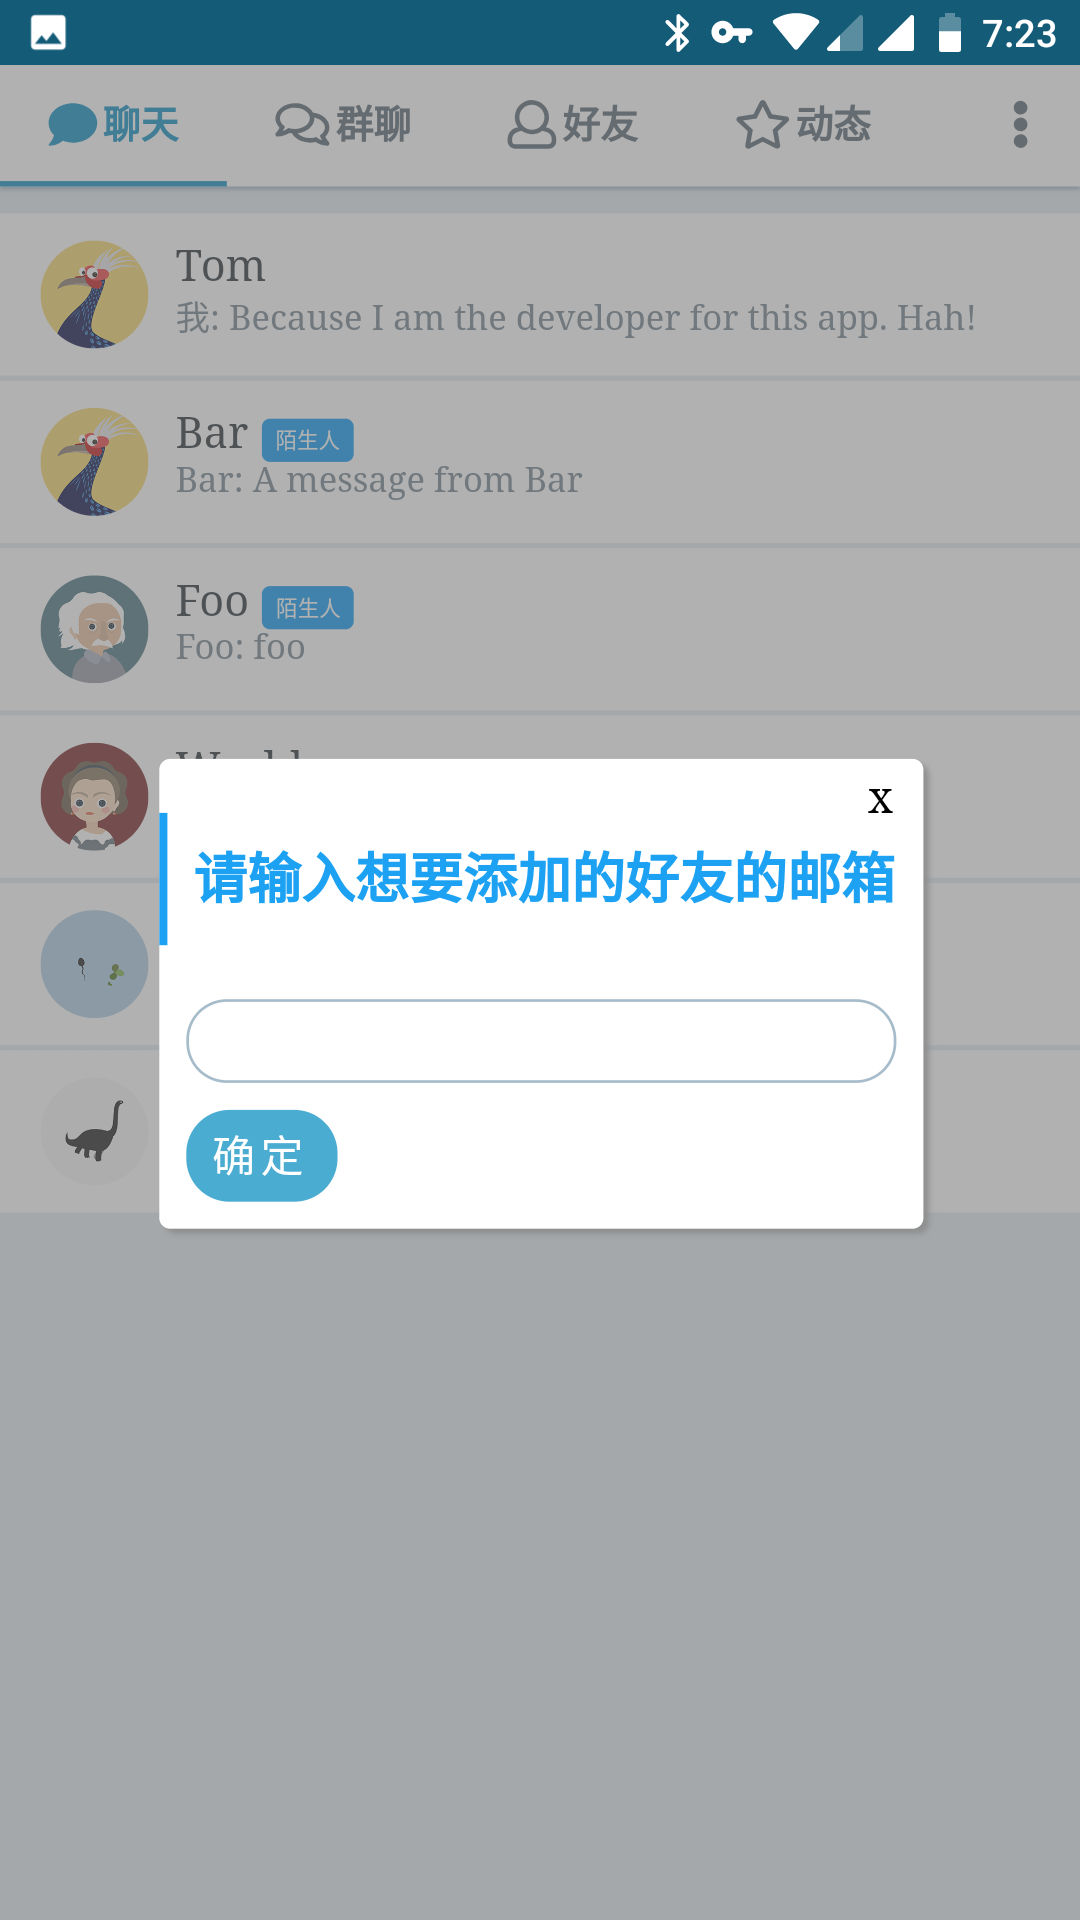 7:23
聊天 群聊 好友 动态
Tom
我: Because I am the developer for this app. Hah!
Bar 陌生人
Bar: A message from Bar
Foo 陌生人
Foo: foo
x
请输入想要添加的好友的邮箱
确定